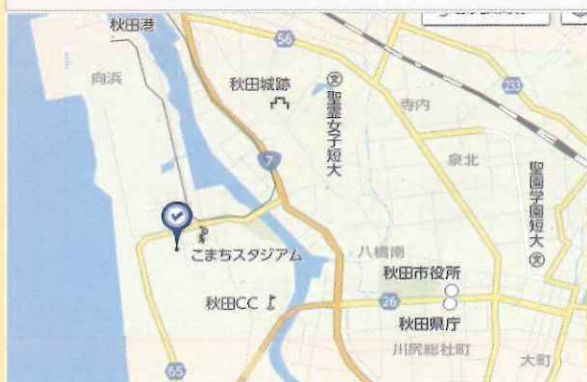 秋田港
56
向浜
秋田城跡
聖霊女子短大
寺内
233
7
泉北
聖園学園短大
こまちスタジアム
八橋南
秋田市役所
秋田CC
26
秋田県庁
川尻総社町
大町
65